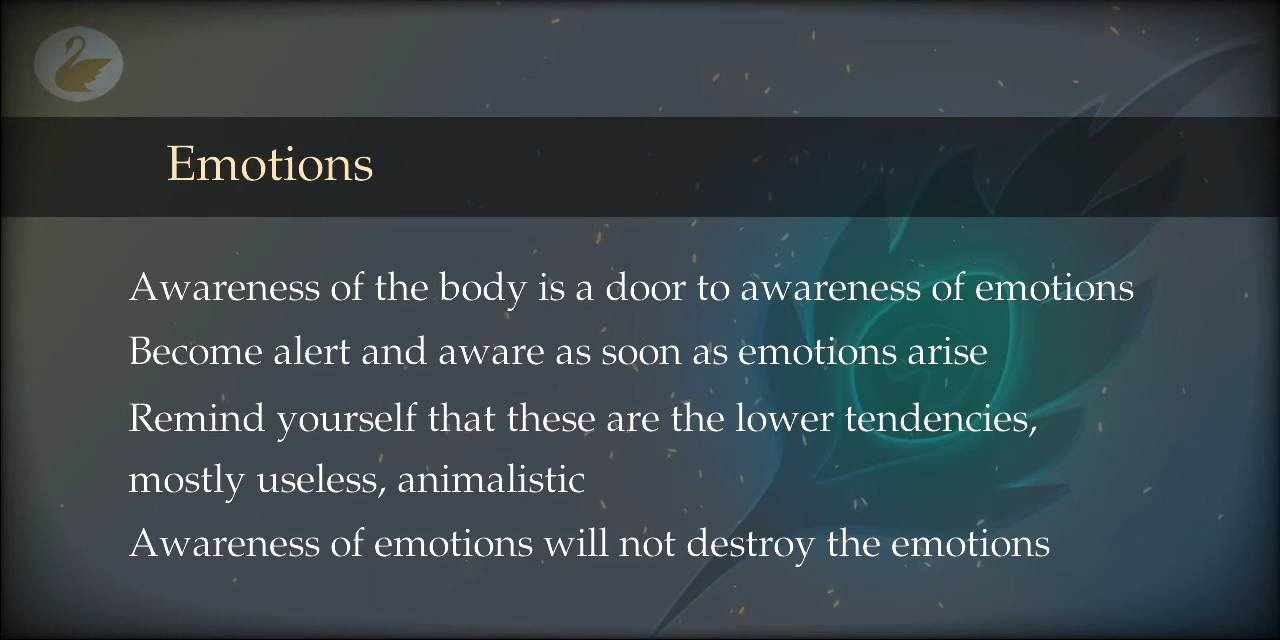 Emotions
Awareness of the body is a door to awareness of emotions
Become alert and aware as soon as emotions arise
Remind yourself that these are the lower tendencies,
mostly useless, animalistic
Awareness of emotions will not destroy the emotions